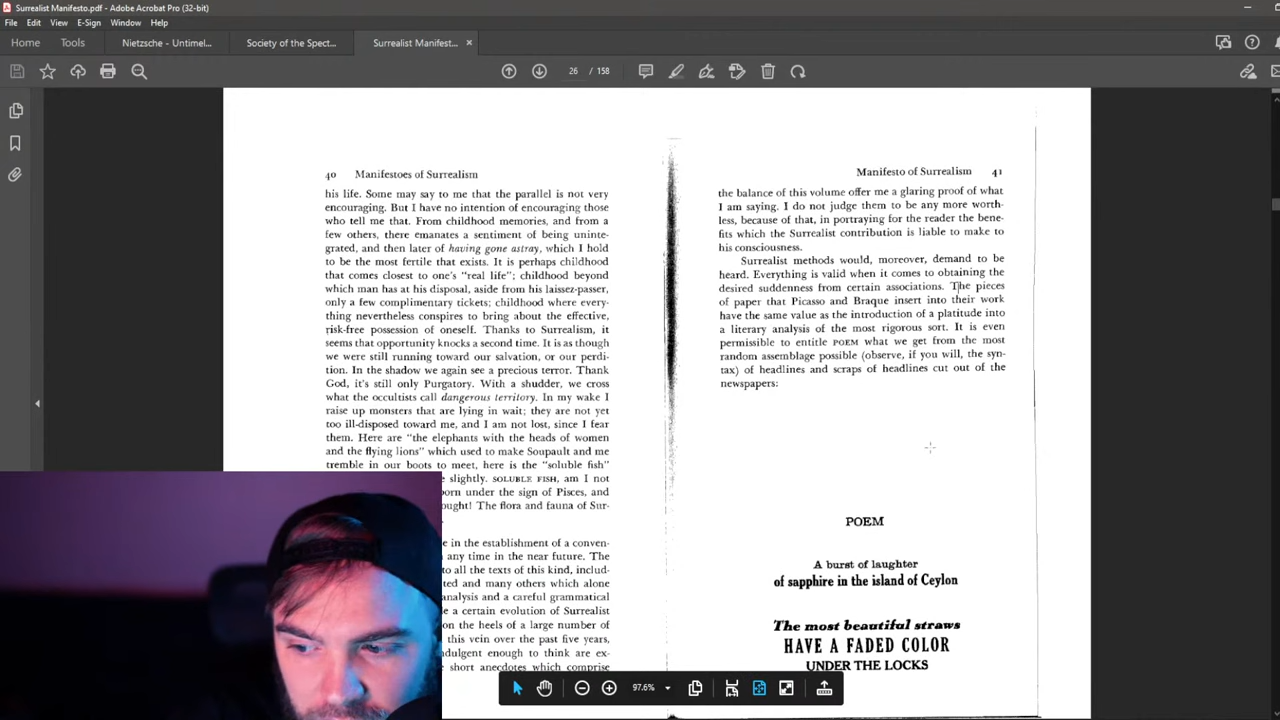 Surrealist Manifesto.pdf - Adobe Acrobat Pro (32-bit)
File Edit View E-Sign Window Help
Home Tools Nietzsche - Untimel... Society of the Spect... Surrealist Manifest... ×
26 / 158
40 Manifestoes of Surrealism
his life. Some may say to me that the parallel is not very
encouraging. But I have no intention of encouraging those
who tell me that. From childhood memories, and from a
few others, there emanates a sentiment of being uninte-
grated, and then later of having gone astray, which I hold
to be the most fertile that exists. It is perhaps childhood
that comes closest to one's "real life"; childhood beyond
which man has at his disposal, aside from his laissez-passer,
only a few complimentary tickets; childhood where every-
thing nevertheless conspires to bring about the effective,
risk-free possession of oneself. Thanks to Surrealism, it
seems that opportunity knocks a second time. It is as though
we were still running toward our salvation, or our perdi-
tion. In the shadow we again see a precious terror. Thank
God, it's still only Purgatory. With a shudder, we cross
what the occultists call dangerous territory. In my wake I
raise up monsters that are lying in wait; they are not yet
too ill-disposed toward me, and I am not lost, since I fear
them. Here are "the elephants with the heads of women
and the flying lions" which used to make Soupault and me
tremble in our boots to meet, here is the "soluble fish"
slightly. SOLUBLE FISH, am I not
orn under the sign of Pisces, and
ought! The flora and fauna of Sur-
e in the establishment of a conven-
any time in the near future. The
to all the texts of this kind, includ-
ted and many others which alone
analysis and a careful grammatical
e a certain evolution of Surrealist
on the heels of a large number of
this vein over the past five years,
ndulgent enough to think are ex-
short anecdotes which comprise
Manifesto of Surrealism 41
the balance of this volume offer me a glaring proof of what
I am saying. I do not judge them to be any more worth-
less, because of that, in portraying for the reader the bene-
fits which the Surrealist contribution is liable to make to
his consciousness.
Surrealist methods would, moreover, demand to be
heard. Everything is valid when it comes to obtaining the
desired suddenness from certain associations. The pieces
of paper that Picasso and Braque insert into their work
have the same value as the introduction of a platitude into
a literary analysis of the most rigorous sort. It is even
permissible to entitle POEM what we get from the most
random assemblage possible (observe, if you will, the syn-
tax) of headlines and scraps of headlines cut out of the
newspapers:
POEM
A burst of laughter
of sapphire in the island of Ceylon
The most beautiful straws
HAVE A FADED COLOR
UNDER THE LOCKS
97.6%